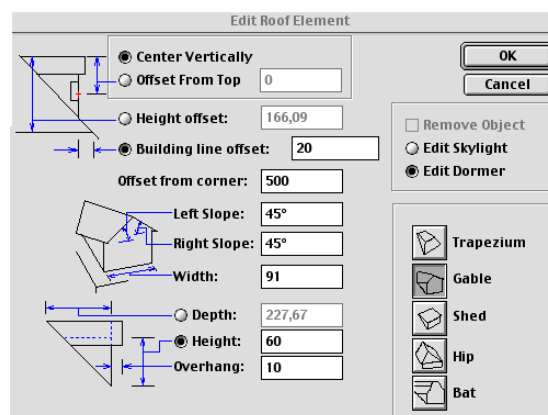 Edit Roof Element
Center Vertically
Offset From Top
0
Height offset:
166,09
Building line offset:
20
Offset from corner:
500
Left Slope:
45°
Right Slope:
45°
Width:
91
Depth:
227,67
Height:
60
Overhang:
10
OK
Cancel
Remove Object
Edit Skylight
Edit Dormer
Trapezium
Gable
Shed
Hip
Bat